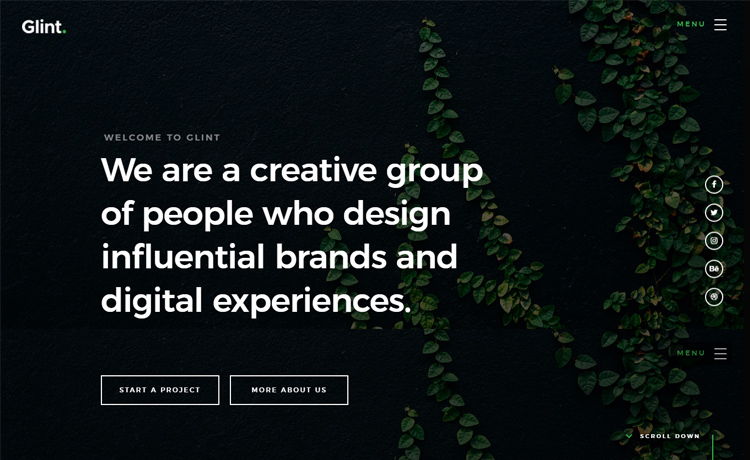 Glint.
MENU
WELCOME TO GLINT
We are a creative group
of people who design
influential brands and
digital experiences.
Bē
MENU
START A PROJECT
MORE ABOUT US
SCROLL DOWN